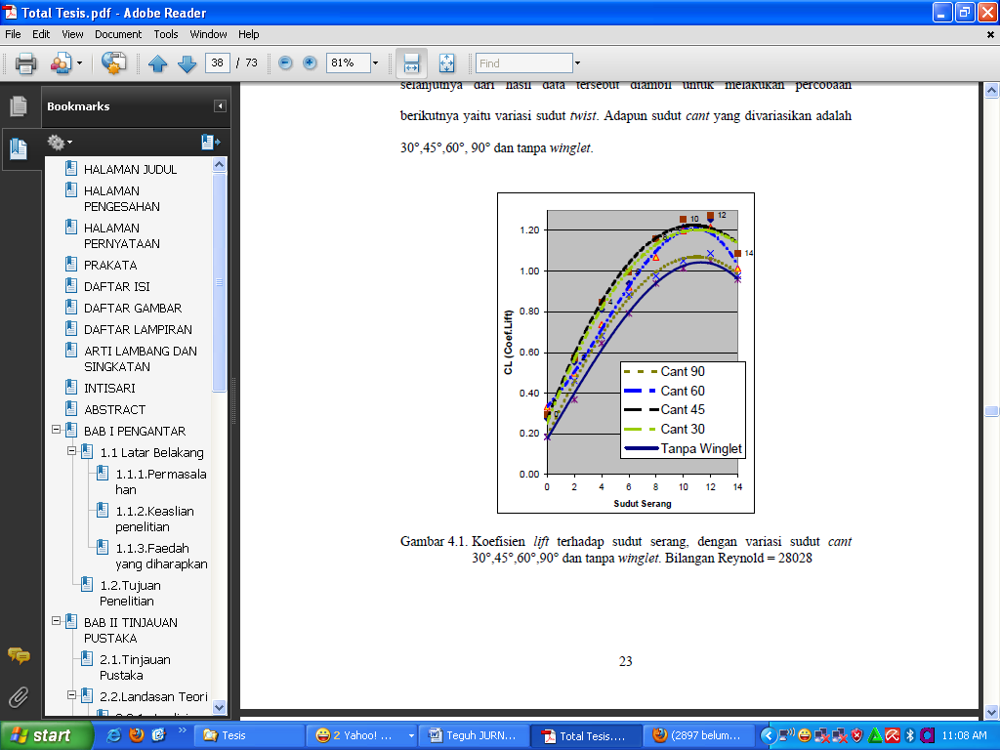 Total Tesis.pdf - Adobe Reader
File Edit View Document Tools Window Help
38 / 73 81% Find
Bookmarks
HALAMAN JUDUL
HALAMAN
PENGESAHAN
HALAMAN
PERNYATAAN
PRAKATA
DAFTAR ISI
DAFTAR GAMBAR
DAFTAR LAMPIRAN
ARTI LAMBANG DAN
SINGKATAN
INTISARI
ABSTRACT
BAB I PENGANTAR
1.1 Latar Belakang
1.1.1.Permasala
han
1.1.2.Keaslian
penelitian
1.1.3.Faedah
yang diharapkan
1.2.Tujuan
Penelitian
BAB II TINJAUAN
PUSTAKA
2.1.Tinjauan
Pustaka
2.2.Landasan Teori
selanjutnya dari hasil data tersebut diambil untuk melakukan percobaan
berikutnya yaitu variasi sudut twist. Adapun sudut cant yang divariasikan adalah
30°,45°,60°, 90° dan tanpa winglet.
CL (Coef.Lift)
1.20
1.00
0.80
0.60
0.40
0.20
0.00
0 2 4 6 8 10 12 14
Sudut Serang
0
4
8
10
12
14
Cant 90
Cant 60
Cant 45
Cant 30
Tanpa Winglet
Gambar 4.1. Koefisien lift terhadap sudut serang, dengan variasi sudut cant
30°,45°,60°,90° dan tanpa winglet. Bilangan Reynold = 28028
23
start Tesis 2 Yahoo! ... Teguh JURN... Total Tesis.... (2897 belum... 11:08 AM